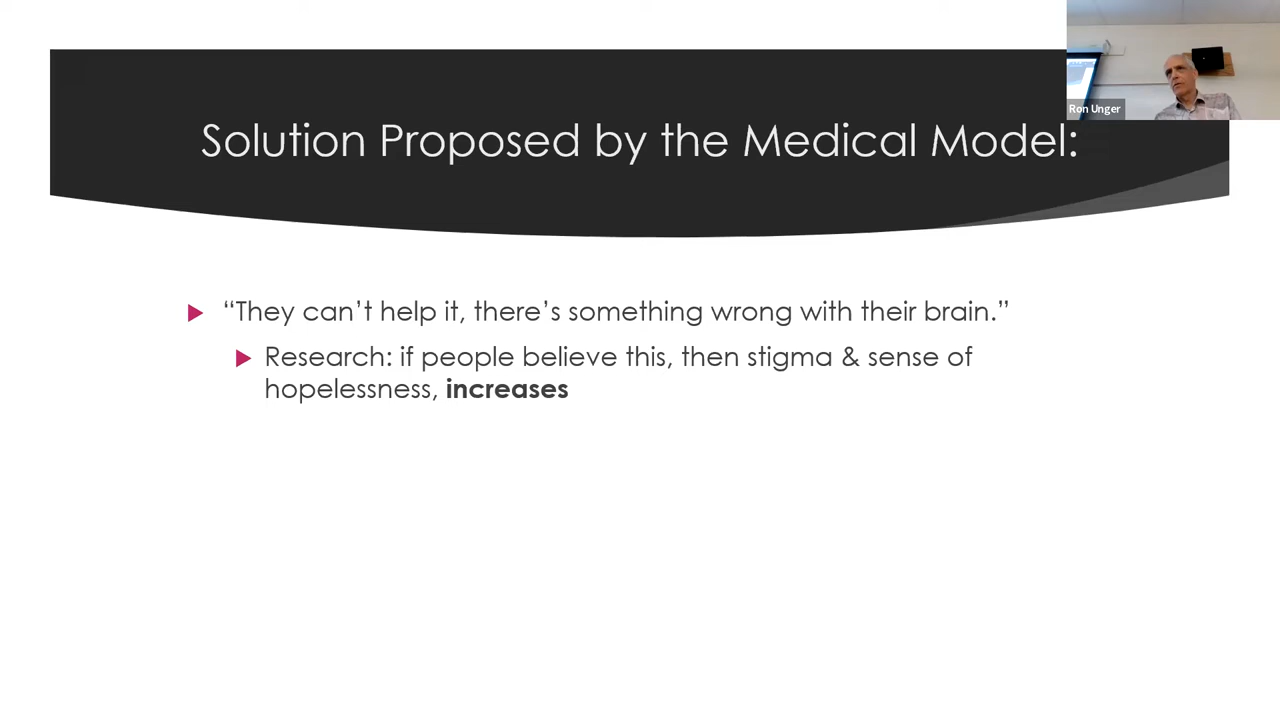 Ron Unger
Solution Proposed by the Medical Model:
“They can’t help it, there’s something wrong with their brain.”
Research: if people believe this, then stigma & sense of
hopelessness, increases